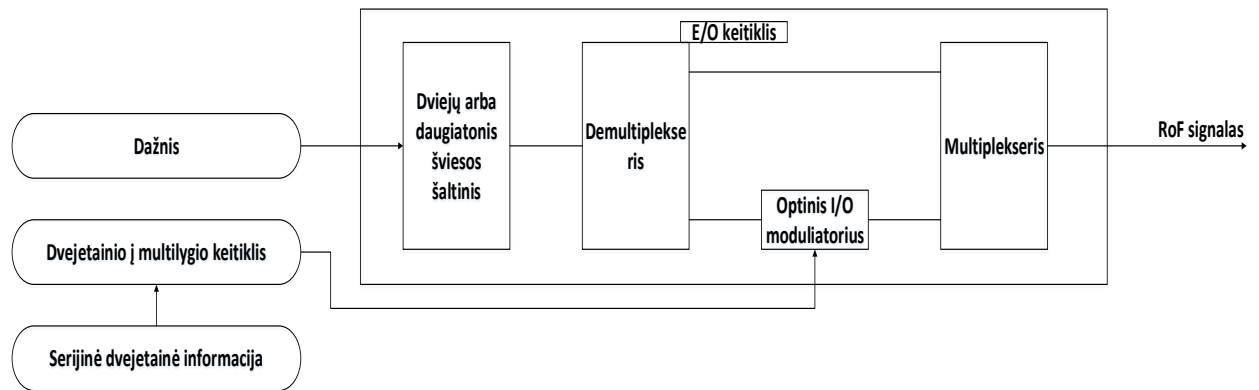 E/O keitiklis
Dažnis
Dviejų arba
daugiatonis
šviesos
šaltinis
Demultiplekse
ris
Multiplekseris
RoF signalas
Optinis I/O
moduliatorius
Dvejetainio į multilygio keitiklis
Serijinė dvejetainė informacija